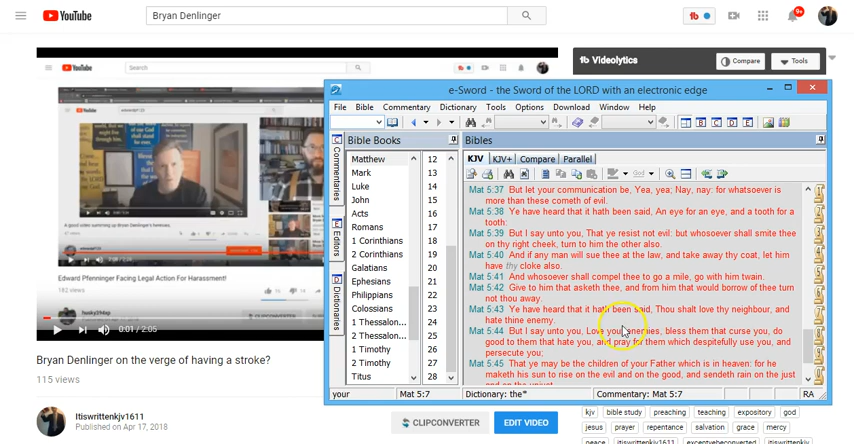 YouTube
Bryan Denlinger
9+
YouTube
Search
A good video summing up Bryan Denlinger's heresies.
Edward Pfenninger Facing Legal Action For Harassment!
182 views
husky394xp
0:01 / 2:05
Bryan Denlinger on the verge of having a stroke?
115 views
Itiswrittenkjv1611
Published on Apr 17, 2018
CLIPCONVERTER
EDIT VIDEO
tb Videolytics
Compare
Tools
e-Sword - the Sword of the LORD with an electronic edge
File Bible Commentary Dictionary Tools Options Download Window Help
B C D E
Commentaries
Editors
Dictionaries
Bible Books
Matthew 12
Mark 13
Luke 14
John 15
Acts 16
Romans 17
1 Corinthians 18
2 Corinthians 19
Galatians 20
Ephesians 21
Philippians 22
Colossians 23
1 Thessalon... 24
2 Thessalon... 25
1 Timothy 26
2 Timothy 27
Titus 28
Bibles
KJV KJV+ Compare Parallel
Mat 5:37 But let your communication be, Yea, yea; Nay, nay: for whatsoever is
more than these cometh of evil.
Mat 5:38 Ye have heard that it hath been said, An eye for an eye, and a tooth for a
tooth:
Mat 5:39 But I say unto you, That ye resist not evil: but whosoever shall smite thee
on thy right cheek, turn to him the other also.
Mat 5:40 And if any man will sue thee at the law, and take away thy coat, let him
have thy cloke also.
Mat 5:41 And whosoever shall compel thee to go a mile, go with him twain.
Mat 5:42 Give to him that asketh thee, and from him that would borrow of thee turn
not thou away.
Mat 5:43 Ye have heard that it hath been said, Thou shalt love thy neighbour, and
hate thine enemy.
Mat 5:44 But I say unto you, Love your enemies, bless them that curse you, do
good to them that hate you, and pray for them which despitefully use you, and
persecute you;
Mat 5:45 That ye may be the children of your Father which is in heaven: for he
maketh his sun to rise on the evil and on the good, and sendeth rain on the just
and on the unjust
your Mat 5:7 Dictionary: the" Commentary: Mat 5:7 RA
kjv bible study preaching teaching expository god
jesus prayer repentance salvation grace mercy
peace itiswrittenkjv1611